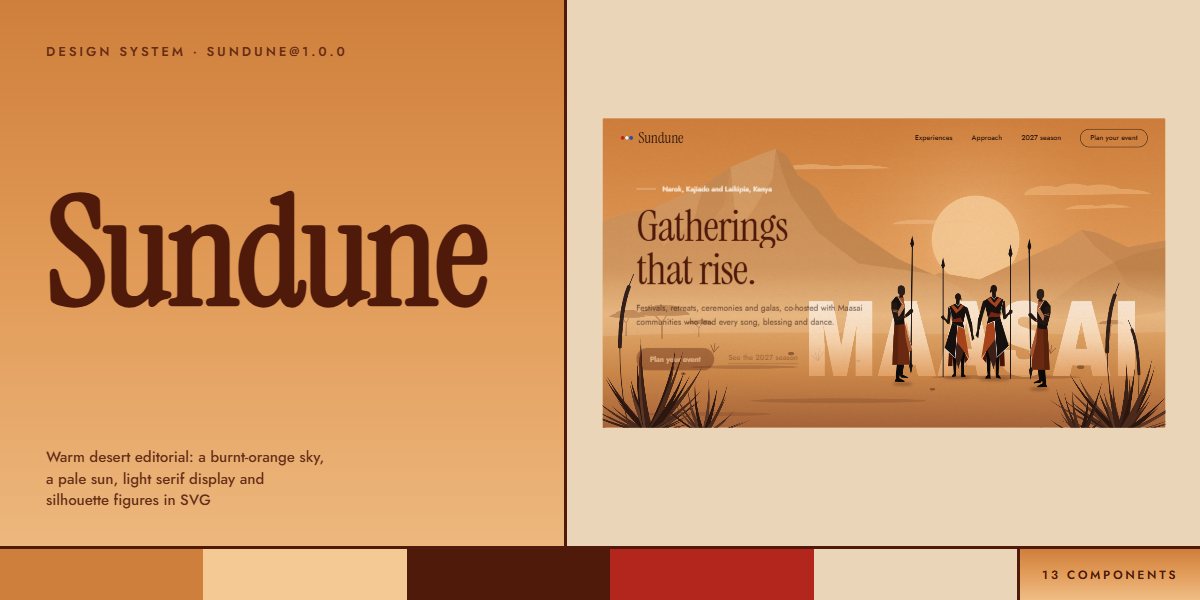 DESIGN SYSTEM · SUNDUNE@1.0.0
Sundune
Warm desert editorial: a burnt-orange sky,
a pale sun, light serif display and
silhouette figures in SVG
Sundune
Experiences
Approach
2027 season
Plan your event
Narok, Kajiado and Laikipia, Kenya
Gatherings
that rise.
Festivals, retreats, ceremonies and galas, co-hosted with Maasai
communities who lead every song, blessing and dance.
Plan your event
See the 2027 season
MAASAI
13 COMPONENTS